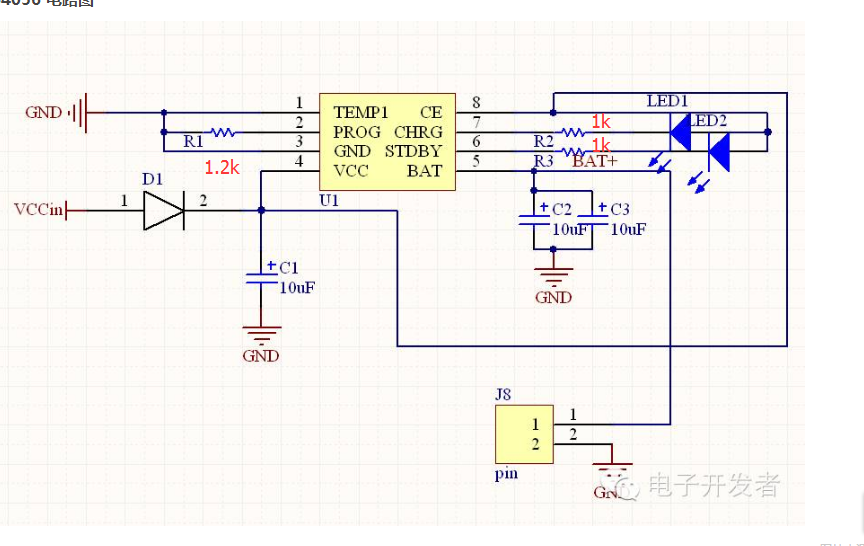 4056 电路图
GND
1 TEMP1 CE 8
2 PROG CHRG 7
3 GND STDBY 6
4 VCC BAT 5
U1
R1
1.2k
R2
1k
R3
1k
LED1
LED2
BAT+
D1
VCCin 1 2
C1
10uF
GND
C2
10uF
C3
10uF
GND
J8
1 1
2 2
pin
GND
电子开发者